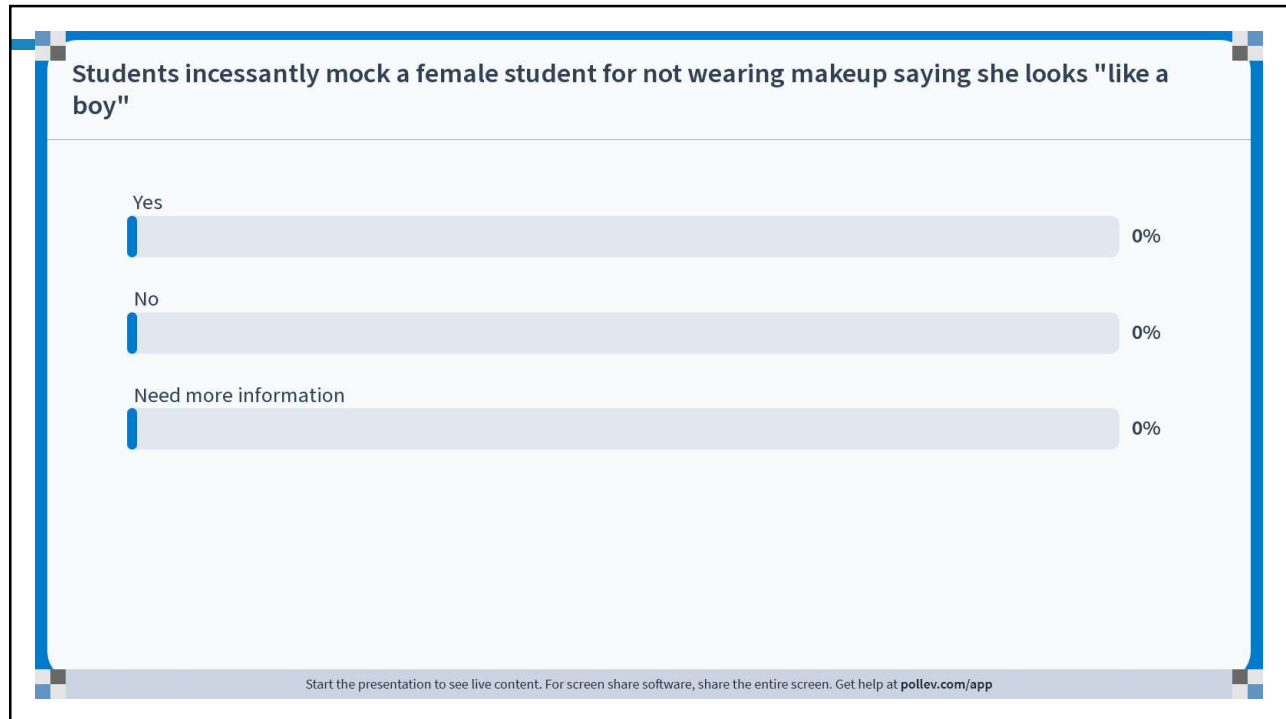 Students incessantly mock a female student for not wearing makeup saying she looks "like a
boy"
Yes
0%
No
0%
Need more information
0%
Start the presentation to see live content. For screen share software, share the entire screen. Get help at pollev.com/app